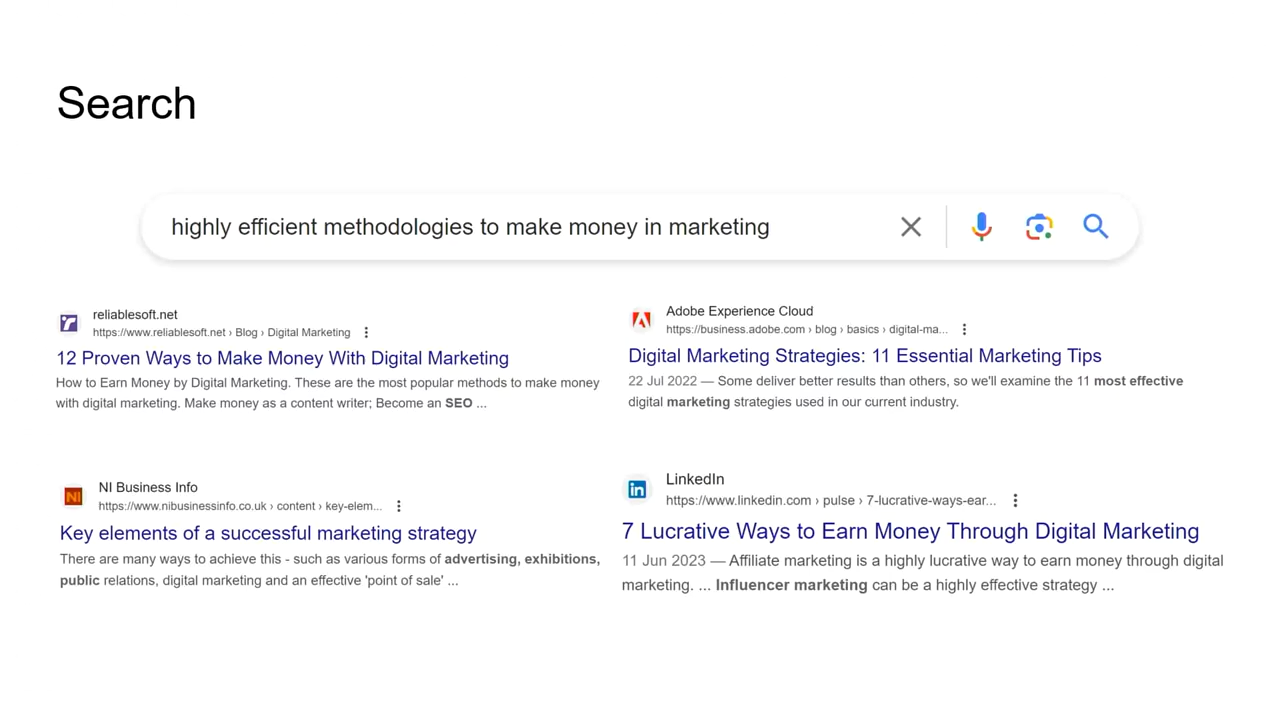 Search
highly efficient methodologies to make money in marketing
reliablesoft.net
https://www.reliablesoft.net › Blog › Digital Marketing
12 Proven Ways to Make Money With Digital Marketing
How to Earn Money by Digital Marketing. These are the most popular methods to make money
with digital marketing. Make money as a content writer; Become an SEO ...
Adobe Experience Cloud
https://business.adobe.com › blog › basics › digital-ma...
Digital Marketing Strategies: 11 Essential Marketing Tips
22 Jul 2022 — Some deliver better results than others, so we'll examine the 11 most effective
digital marketing strategies used in our current industry.
NI
NI Business Info
https://www.nibusinessinfo.co.uk › content › key-elem...
Key elements of a successful marketing strategy
There are many ways to achieve this - such as various forms of advertising, exhibitions,
public relations, digital marketing and an effective 'point of sale' ...
in
LinkedIn
https://www.linkedin.com › pulse › 7-lucrative-ways-ear...
7 Lucrative Ways to Earn Money Through Digital Marketing
11 Jun 2023 — Affiliate marketing is a highly lucrative way to earn money through digital
marketing. ... Influencer marketing can be a highly effective strategy ...